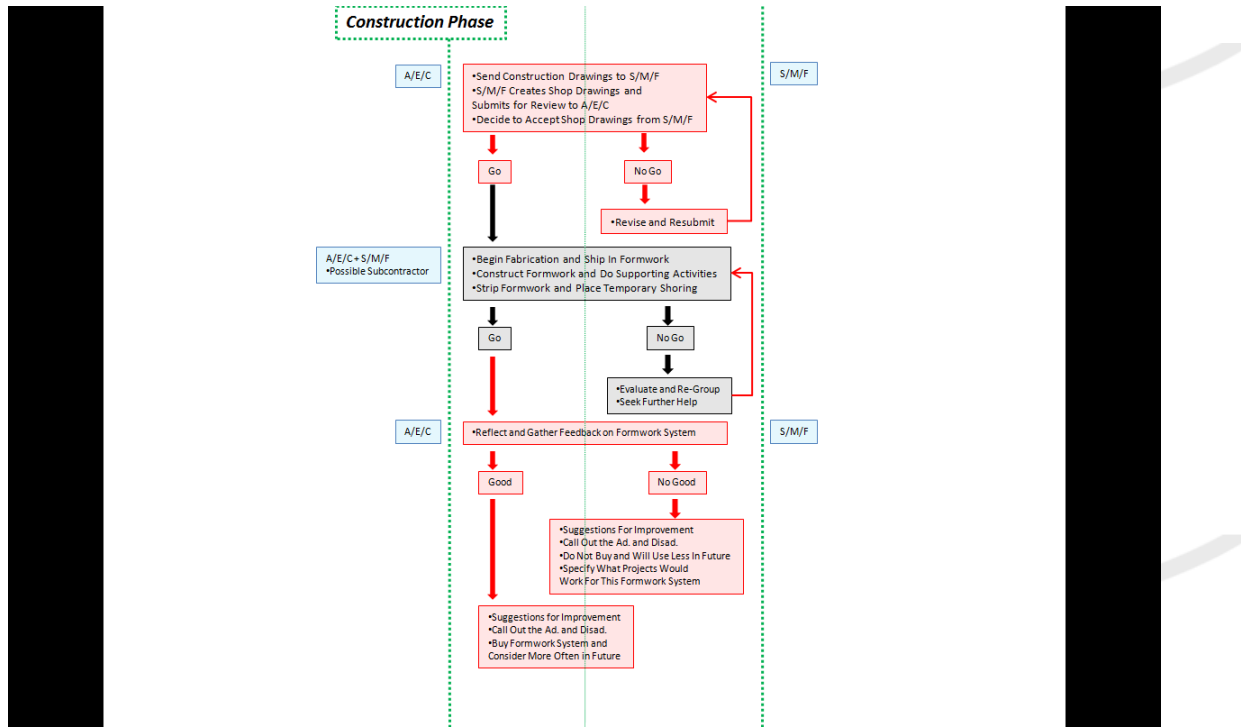 Construction Phase
A/E/C
•Send Construction Drawings to S/M/F
•S/M/F Creates Shop Drawings and
Submits for Review to A/E/C
•Decide to Accept Shop Drawings from S/M/F
S/M/F
Go
No Go
•Revise and Resubmit
A/E/C + S/M/F
•Possible Subcontractor
•Begin Fabrication and Ship In Formwork
•Construct Formwork and Do Supporting Activities
•Strip Formwork and Place Temporary Shoring
Go
No Go
•Evaluate and Re-Group
•Seek Further Help
A/E/C
•Reflect and Gather Feedback on Formwork System
S/M/F
Good
No Good
•Suggestions For Improvement
•Call Out the Ad. and Disad.
•Do Not Buy and Will Use Less In Future
•Specify What Projects Would
Work For This Formwork System
•Suggestions for Improvement
•Call Out the Ad. and Disad.
•Buy Formwork System and
Consider More Often in Future